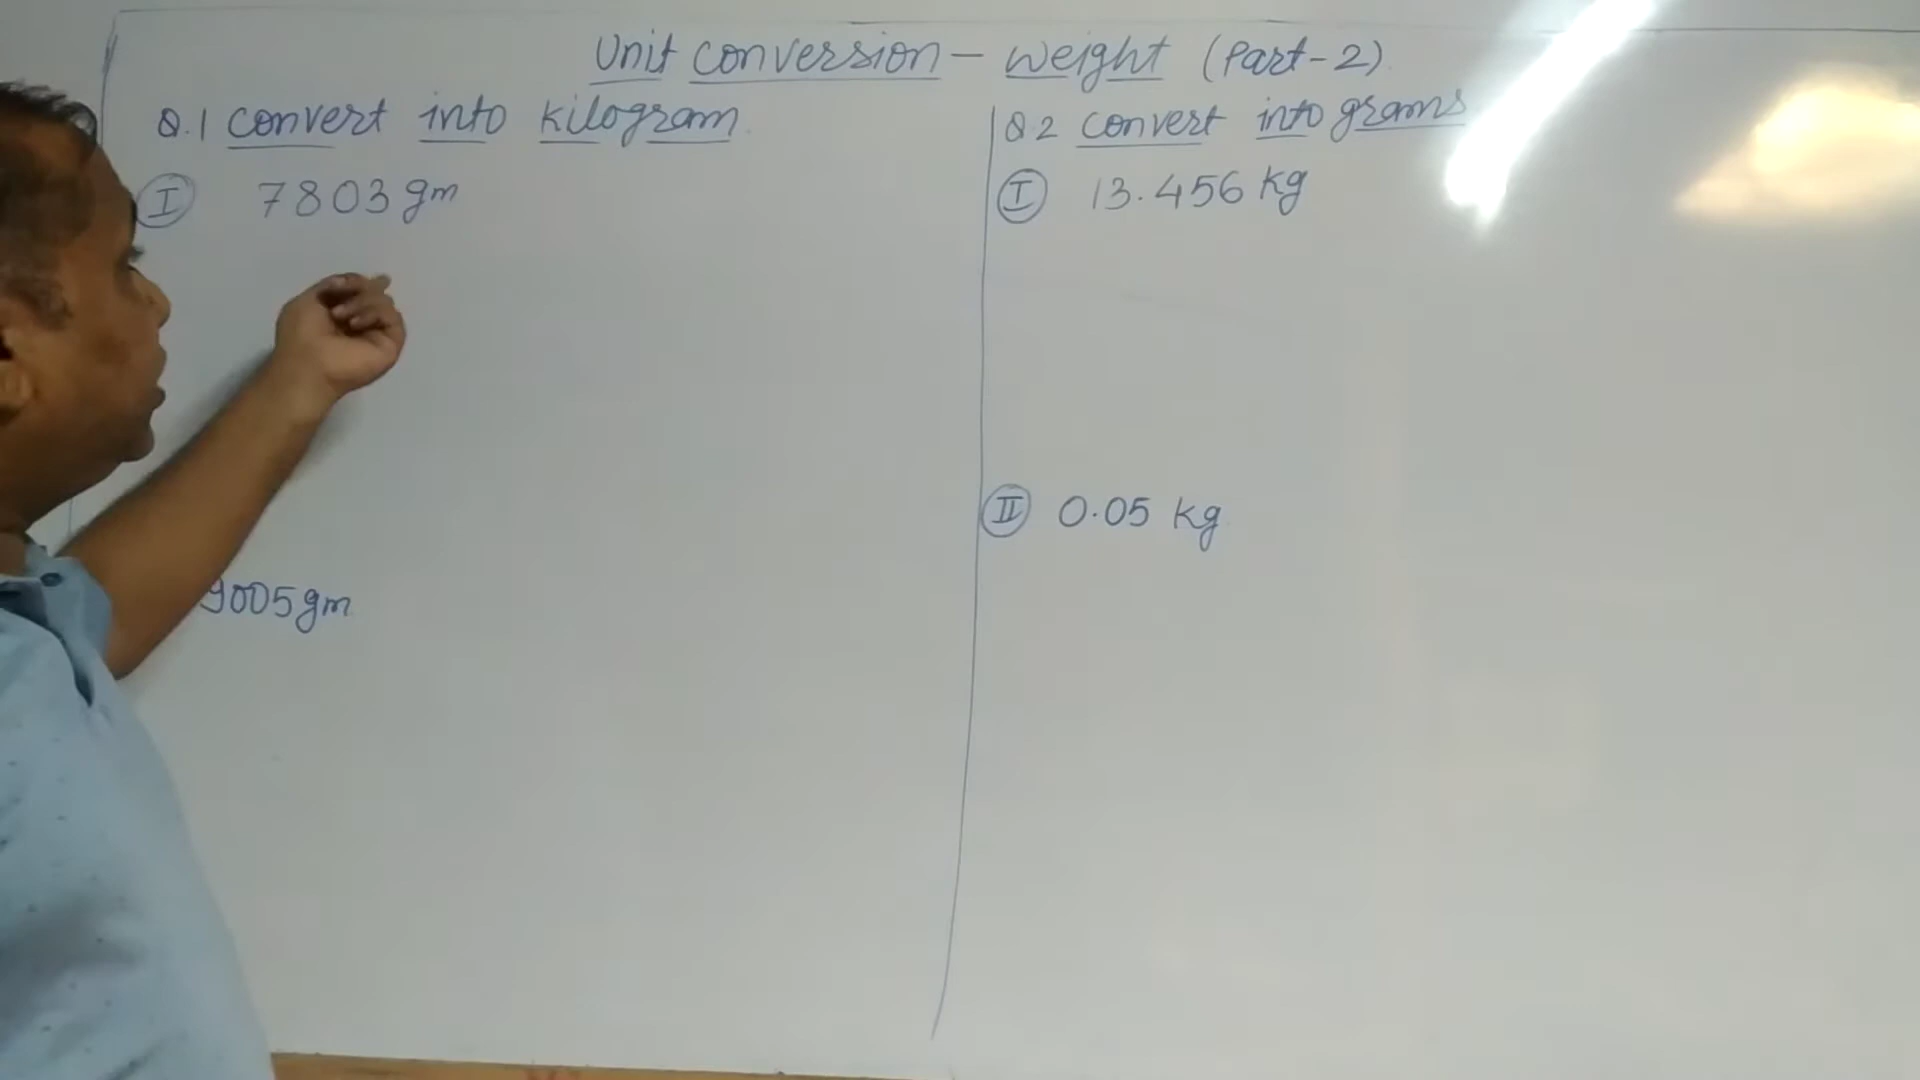 Unit conversion - weight (Part-2)
Q.1 convert into kilogram
I 7803 gm
9005 gm
Q 2 convert into grams
I 13.456 kg
II 0.05 kg